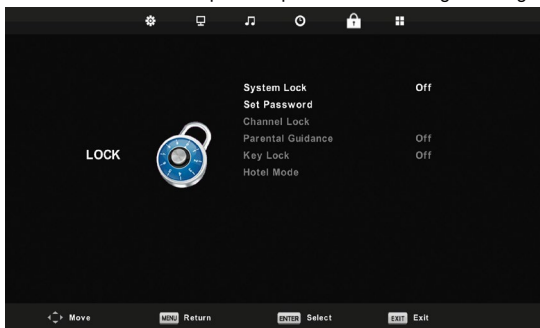 System Lock Off
Set Password
Channel Lock
Parental Guidance Off
Key Lock Off
Hotel Mode
LOCK
Move MENU Return ENTER Select EXIT Exit